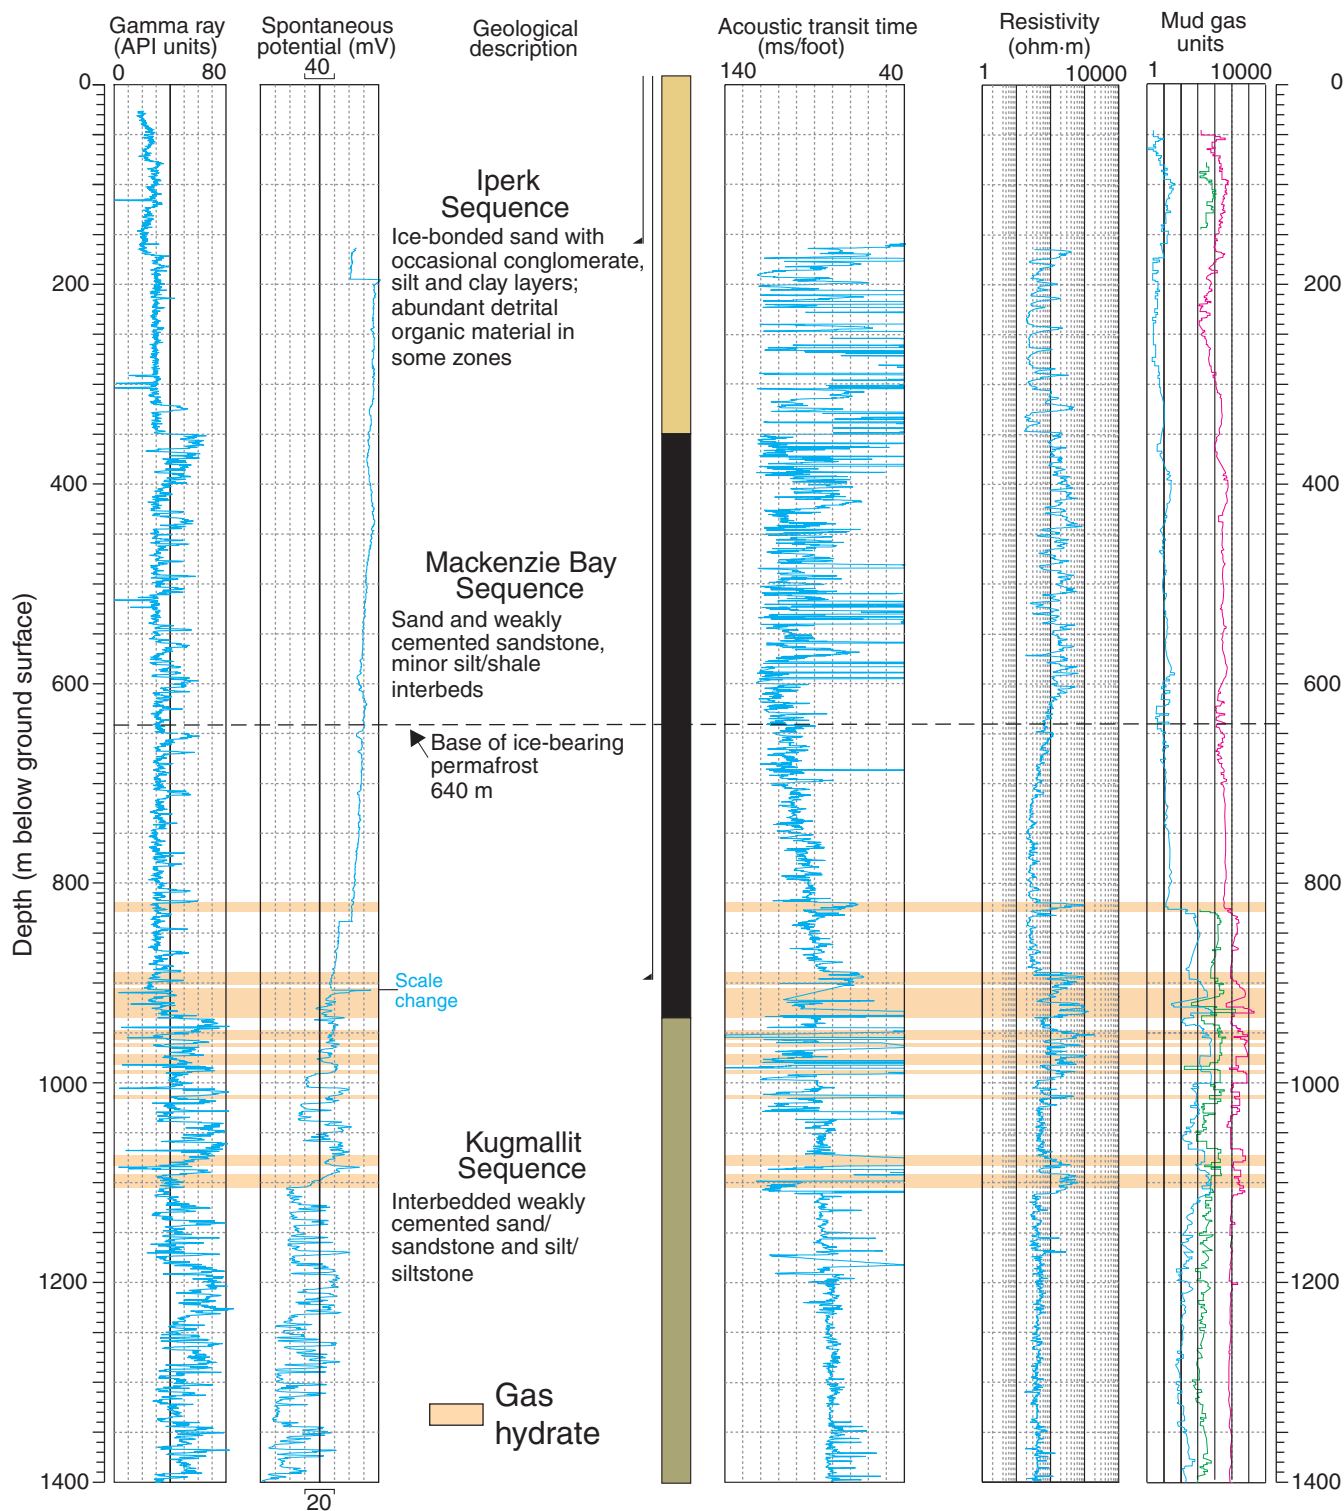 Gamma ray
(API units)
0 80
Spontaneous
potential (mV)
40
Geological
description
Acoustic transit time
(ms/foot)
140 40
Resistivity
(ohm·m)
1 10000
Mud gas
units
1 10000
Depth (m below ground surface)
0
200
400
600
800
1000
1200
1400
Iperk
Sequence
Ice-bonded sand with
occasional conglomerate,
silt and clay layers;
abundant detrital
organic material in
some zones
Mackenzie Bay
Sequence
Sand and weakly
cemented sandstone,
minor silt/shale
interbeds
Base of ice-bearing
permafrost
640 m
Scale
change
Kugmallit
Sequence
Interbedded weakly
cemented sand/
sandstone and silt/
siltstone
Gas
hydrate
20
0
200
400
600
800
1000
1200
1400